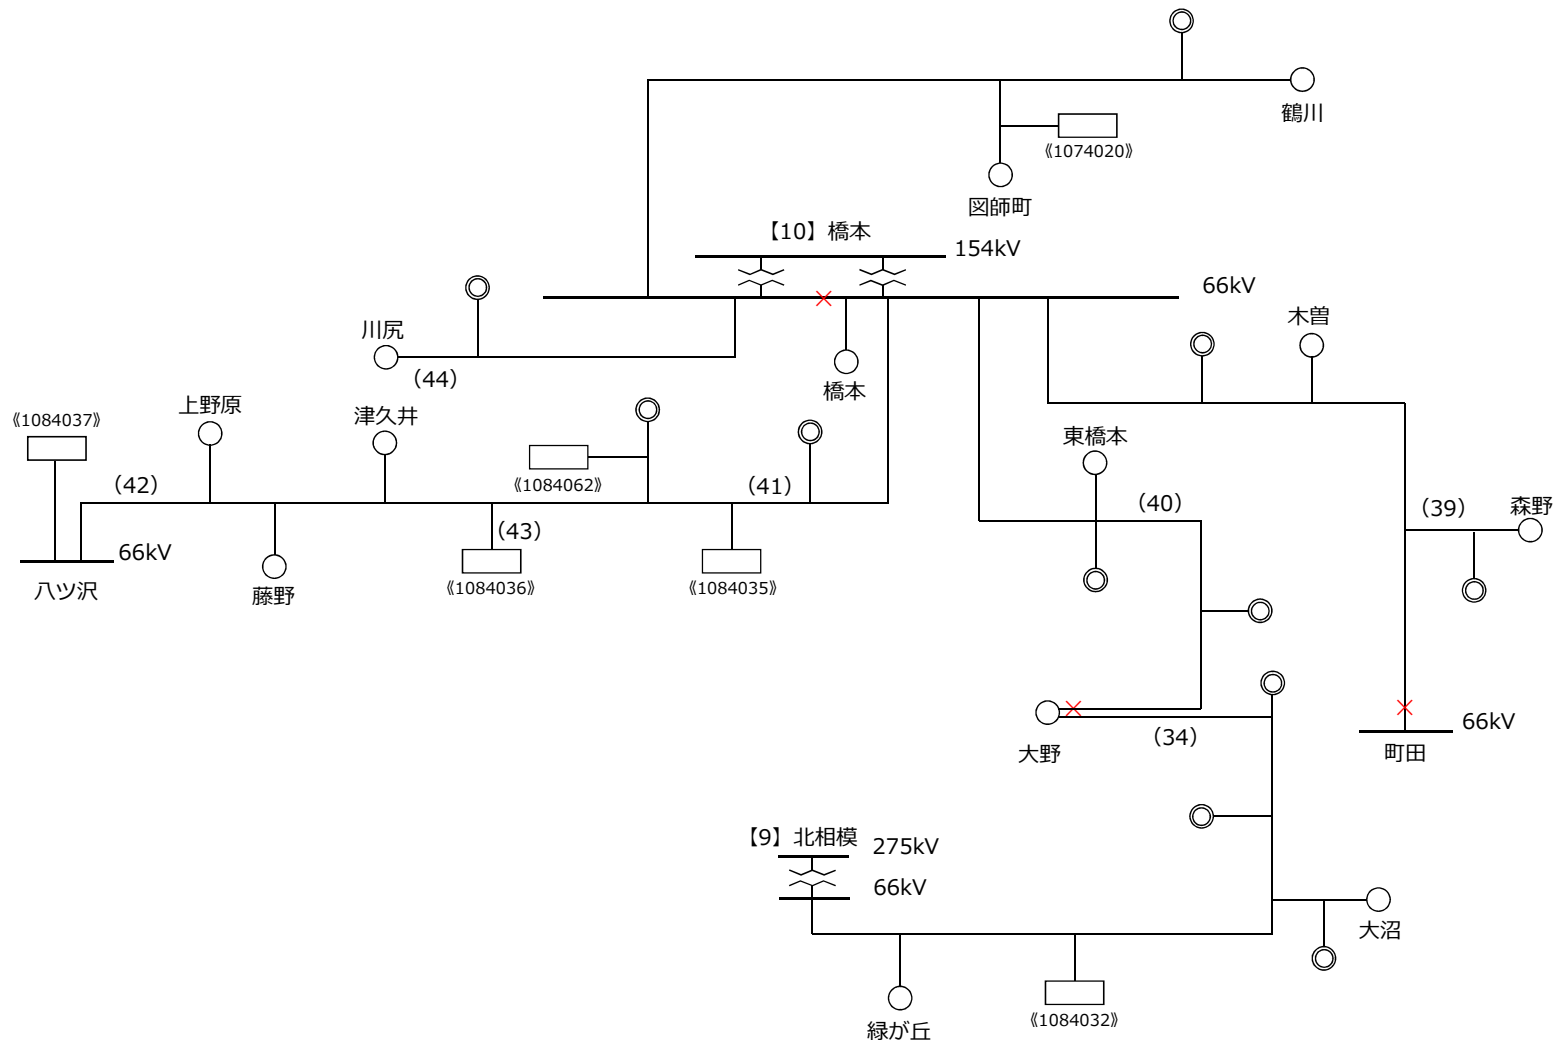 鶴川
《1074020》
図師町
【10】橋本
154kV
66kV
川尻
木曽
(44)
橋本
上野原
《1084037》
津久井
東橋本
(42)
《1084062》
(41)
(40)
(39)
森野
(43)
66kV
八ツ沢
藤野
《1084036》
《1084035》
66kV
大野
(34)
町田
【9】北相模
275kV
66kV
大沼
緑が丘
《1084032》